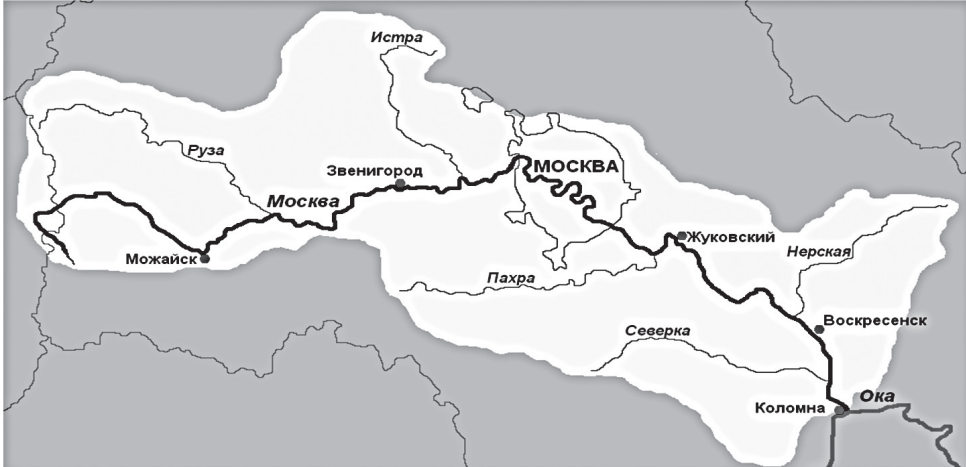 Истра
Руза
Звенигород
МОСКВА
Москва
Можайск
Жуковский
Нерская
Пахра
Воскресенск
Северка
Коломна
Ока